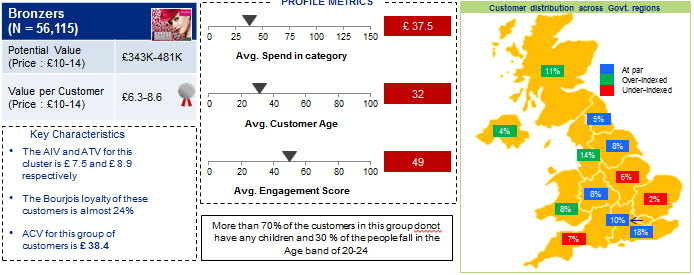 Bronzers
(N = 56,115)
Potential Value
(Price : £10-14)
£343K-481K
Value per Customer
(Price : £10-14)
£6.3-8.6
Key Characteristics
• The AIV and ATV for this
cluster is £ 7.5 and £ 8.9
respectively
• The Bourjois loyalty of these
customers is almost 24%
• ACV for this group of
customers is £ 38.4
PROFILE METRICS
0 25 50 75 100 125 150
£ 37.5
Avg. Spend in category
0 20 40 60 80 100
32
Avg. Customer Age
0 20 40 60 80 100
49
Avg. Engagement Score
More than 70% of the customers in this group donot
have any children and 30 % of the people fall in the
Age band of 20-24
Customer distribution across Govt. regions
At par
Over-Indexed
Under-Indexed
11%
5%
4%
8%
14%
6%
8%
2%
8%
10%
18%
7%